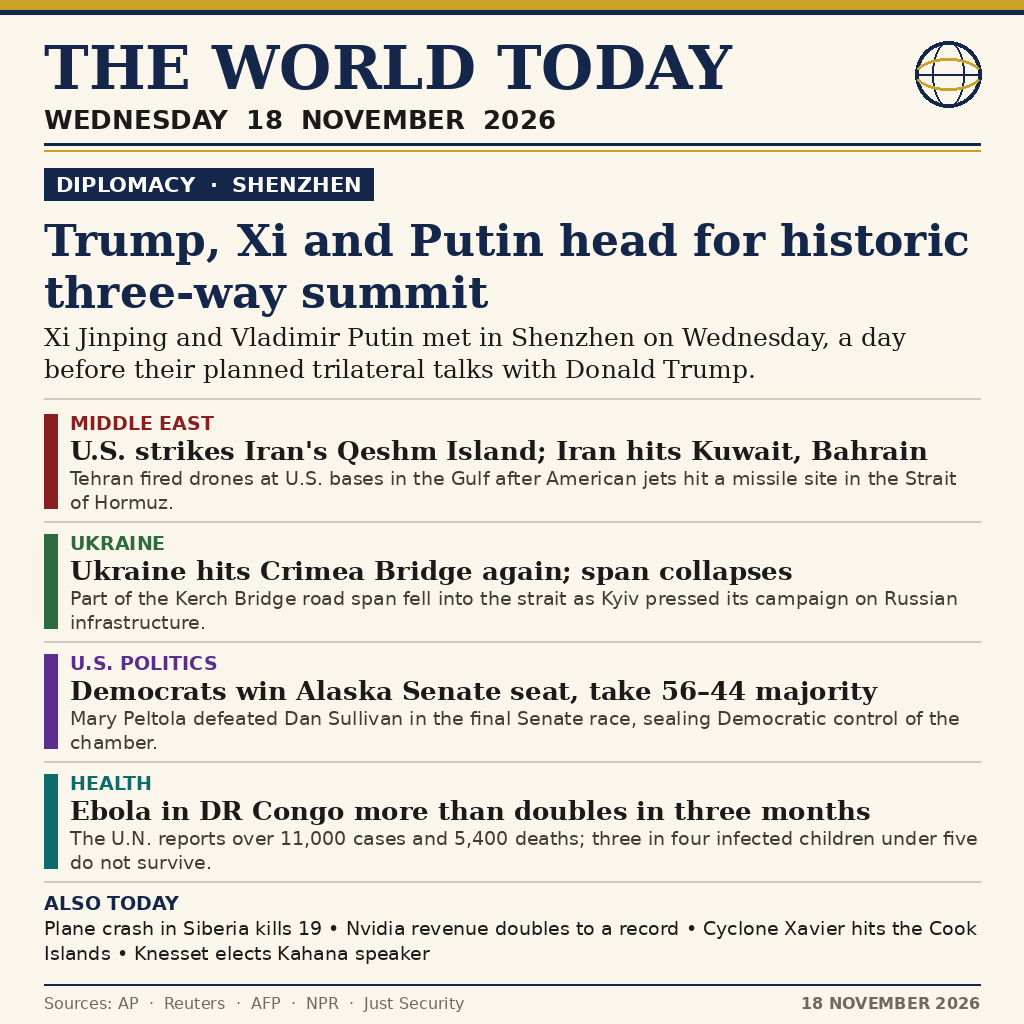 THE WORLD TODAY
WEDNESDAY 18 NOVEMBER 2026
DIPLOMACY · SHENZHEN
Trump, Xi and Putin head for historic
three-way summit
Xi Jinping and Vladimir Putin met in Shenzhen on Wednesday, a day
before their planned trilateral talks with Donald Trump.
MIDDLE EAST
U.S. strikes Iran's Qeshm Island; Iran hits Kuwait, Bahrain
Tehran fired drones at U.S. bases in the Gulf after American jets hit a missile site in the Strait
of Hormuz.
UKRAINE
Ukraine hits Crimea Bridge again; span collapses
Part of the Kerch Bridge road span fell into the strait as Kyiv pressed its campaign on Russian
infrastructure.
U.S. POLITICS
Democrats win Alaska Senate seat, take 56–44 majority
Mary Peltola defeated Dan Sullivan in the final Senate race, sealing Democratic control of the
chamber.
HEALTH
Ebola in DR Congo more than doubles in three months
The U.N. reports over 11,000 cases and 5,400 deaths; three in four infected children under five
do not survive.
ALSO TODAY
Plane crash in Siberia kills 19 • Nvidia revenue doubles to a record • Cyclone Xavier hits the Cook
Islands • Knesset elects Kahana speaker
Sources: AP · Reuters · AFP · NPR · Just Security
18 NOVEMBER 2026